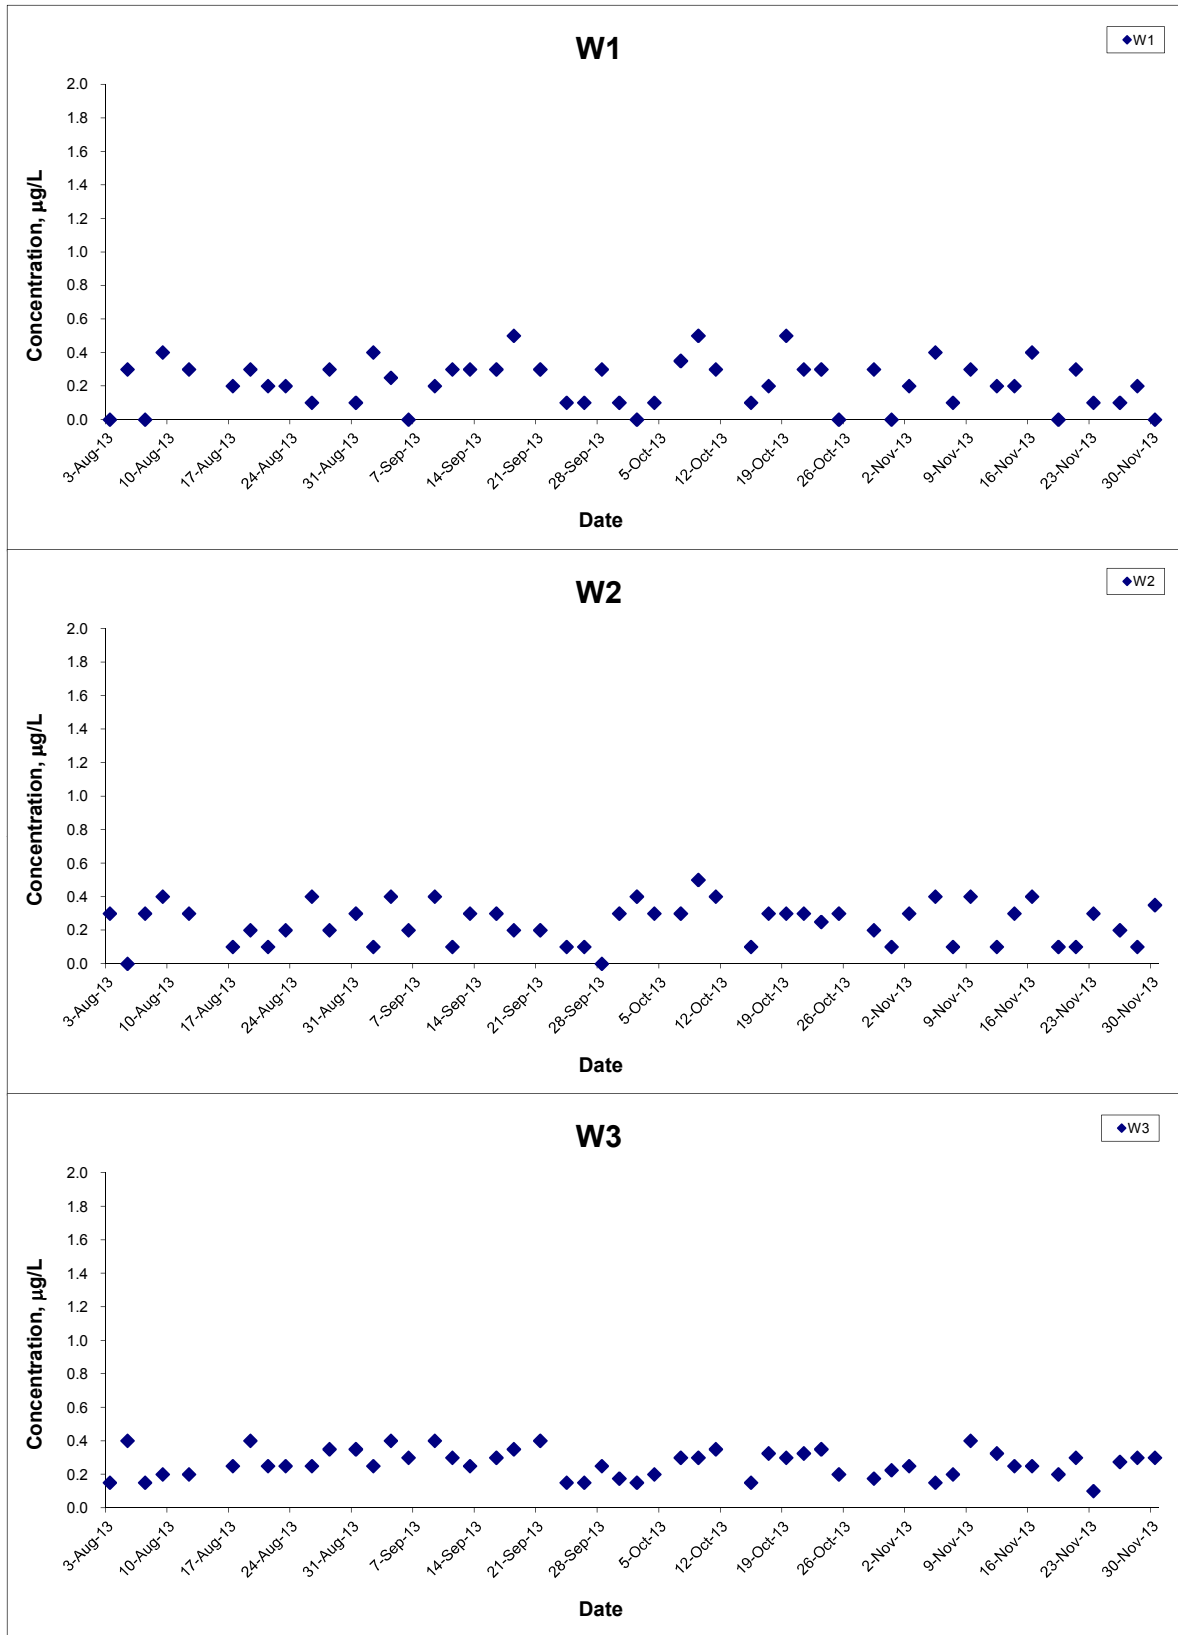 W1
W1
2.0
1.8
1.6
1.4
1.2
1.0
0.8
0.6
0.4
0.2
0.0
Concentration, µg/L
3-Aug-13
10-Aug-13
17-Aug-13
24-Aug-13
31-Aug-13
7-Sep-13
14-Sep-13
21-Sep-13
28-Sep-13
5-Oct-13
12-Oct-13
19-Oct-13
26-Oct-13
2-Nov-13
9-Nov-13
16-Nov-13
23-Nov-13
30-Nov-13
Date
W2
W2
2.0
1.8
1.6
1.4
1.2
1.0
0.8
0.6
0.4
0.2
0.0
Concentration, µg/L
3-Aug-13
10-Aug-13
17-Aug-13
24-Aug-13
31-Aug-13
7-Sep-13
14-Sep-13
21-Sep-13
28-Sep-13
5-Oct-13
12-Oct-13
19-Oct-13
26-Oct-13
2-Nov-13
9-Nov-13
16-Nov-13
23-Nov-13
30-Nov-13
Date
W3
W3
2.0
1.8
1.6
1.4
1.2
1.0
0.8
0.6
0.4
0.2
0.0
Concentration, µg/L
3-Aug-13
10-Aug-13
17-Aug-13
24-Aug-13
31-Aug-13
7-Sep-13
14-Sep-13
21-Sep-13
28-Sep-13
5-Oct-13
12-Oct-13
19-Oct-13
26-Oct-13
2-Nov-13
9-Nov-13
16-Nov-13
23-Nov-13
30-Nov-13
Date